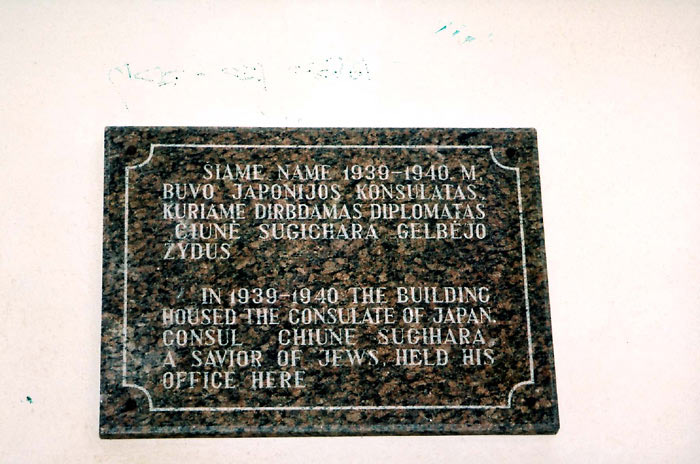 ŠIAME NAME 1939-1940. M.
BUVO JAPONIJOS KONSULATAS,
KURIAME DIRBDAMAS DIPLOMATAS
CIUNĖ SUGICHARA GELBĖJO
ŽYDUS
IN 1939-1940 THE BUILDING
HOUSED THE CONSULATE OF JAPAN.
CONSUL CHIUNE SUGIHARA,
A SAVIOR OF JEWS, HELD HIS
OFFICE HERE